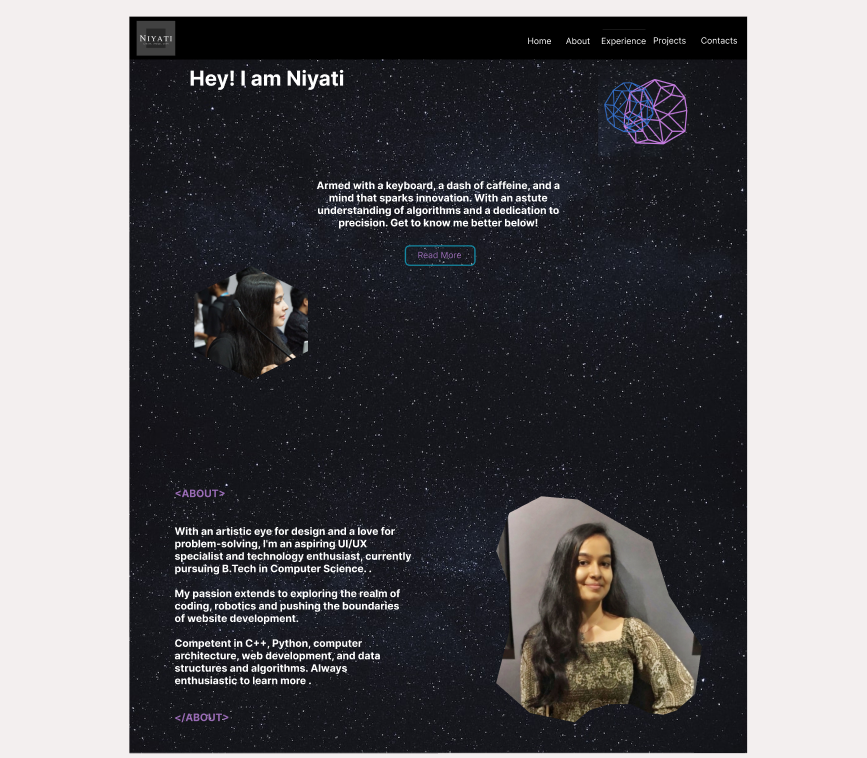 NIYATI
Home About Experience Projects Contacts
Hey! I am Niyati
Armed with a keyboard, a dash of caffeine, and a
mind that sparks innovation. With an astute
understanding of algorithms and a dedication to
precision. Get to know me better below!
Read More
<ABOUT>
With an artistic eye for design and a love for
problem-solving, I'm an aspiring UI/UX
specialist and technology enthusiast, currently
pursuing B.Tech in Computer Science. .
My passion extends to exploring the realm of
coding, robotics and pushing the boundaries
of website development.
Competent in C++, Python, computer
architecture, web development, and data
structures and algorithms. Always
enthusiastic to learn more .
</ABOUT>